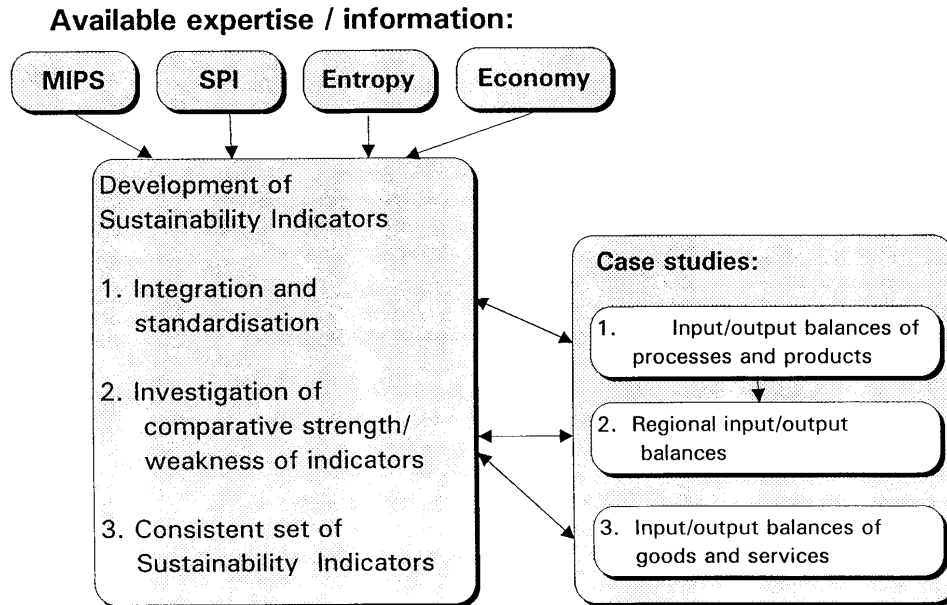 Available expertise / information:
MIPS
SPI
Entropy
Economy
Development of
Sustainability Indicators
1. Integration and
standardisation
2. Investigation of
comparative strength/
weakness of indicators
3. Consistent set of
Sustainability Indicators
Case studies:
1. Input/output balances of
processes and products
2. Regional input/output
balances
3. Input/output balances of
goods and services